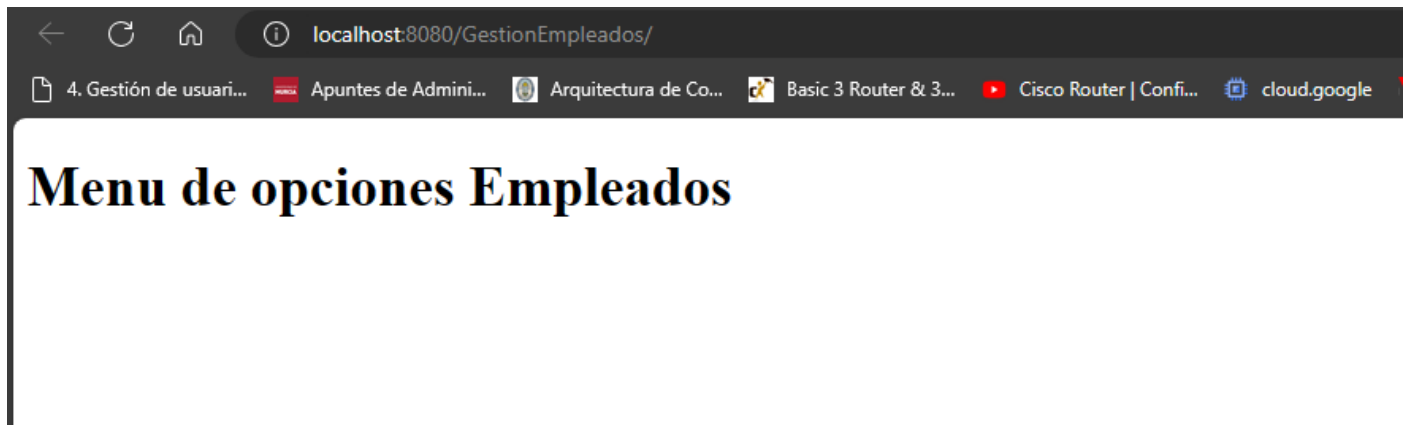 localhost:8080/GestionEmpleados/
4. Gestión de usuari... MURCIA Apuntes de Admini... Arquitectura de Co... Basic 3 Router & 3... Cisco Router | Confi... cloud.google
Menu de opciones Empleados